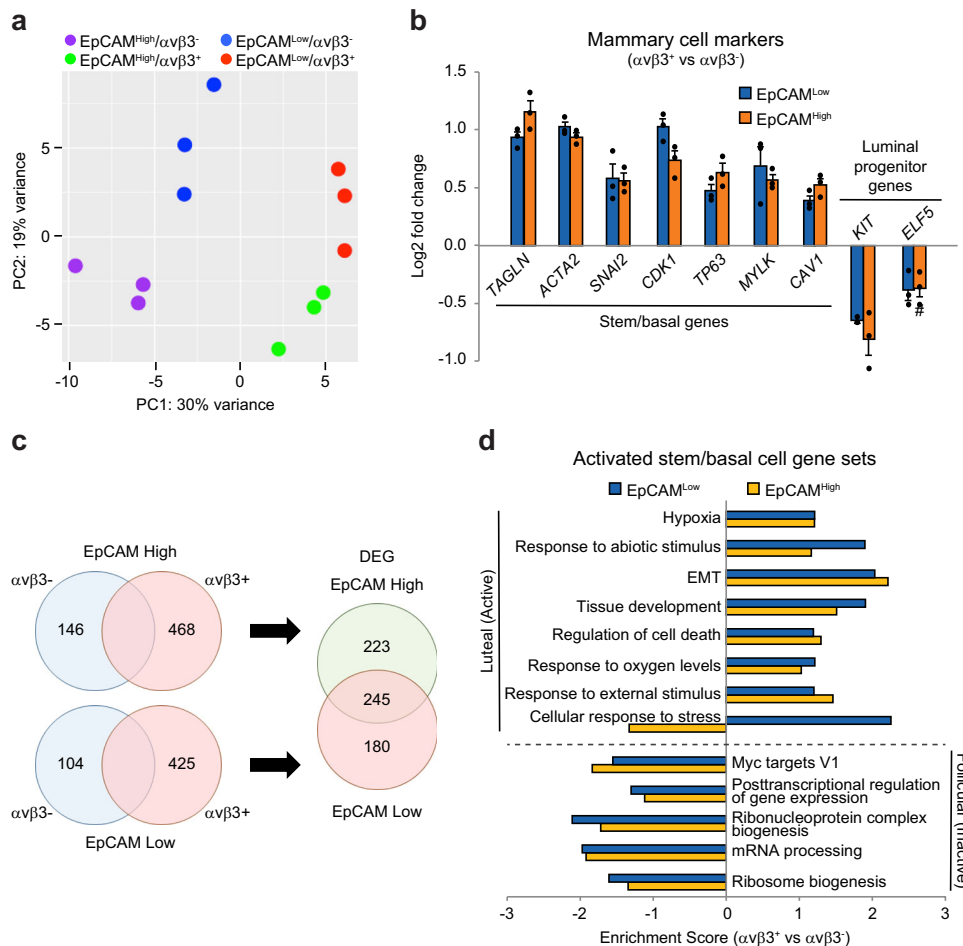 a
EpCAMHigh/αvβ3-
EpCAMLow/αvβ3-
EpCAMHigh/αvβ3+
EpCAMLow/αvβ3+
PC2: 19% variance
5
0
-5
-10
-5
0
5
PC1: 30% variance
b
Mammary cell markers
(αvβ3+ vs αvβ3-)
EpCAMLow
EpCAMHigh
Log2 fold change
1.5
1.0
0.5
0.0
-0.5
-1.0
TAGLN
ACTA2
SNAI2
CDK1
TP63
MYLK
CAV1
Stem/basal genes
Luminal
progenitor
genes
KIT
ELF5
#
c
EpCAM High
αvβ3-
αvβ3+
146
468
104
425
αvβ3-
αvβ3+
EpCAM Low
DEG
EpCAM High
223
245
180
EpCAM Low
d
Activated stem/basal cell gene sets
EpCAMLow
EpCAMHigh
Luteal (Active)
Hypoxia
Response to abiotic stimulus
EMT
Tissue development
Regulation of cell death
Response to oxygen levels
Response to external stimulus
Cellular response to stress
Myc targets V1
Posttranscriptional regulation
of gene expression
Ribonucleoprotein complex
biogenesis
mRNA processing
Ribosome biogenesis
-3
-2
-1
0
1
2
3
Enrichment Score (αvβ3+ vs αvβ3-)